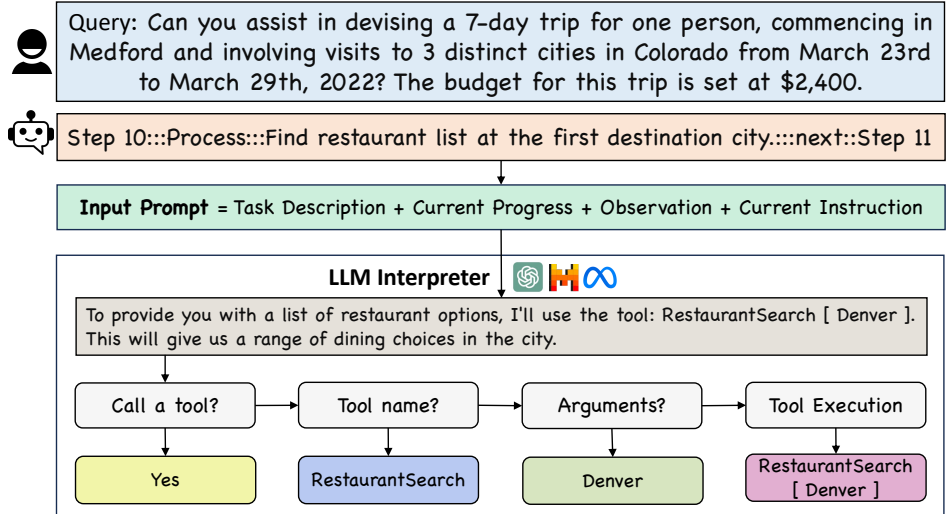 Query: Can you assist in devising a 7-day trip for one person, commencing in
Medford and involving visits to 3 distinct cities in Colorado from March 23rd
to March 29th, 2022? The budget for this trip is set at $2,400.
Step 10:::Process:::Find restaurant list at the first destination city.:::next::Step 11
Input Prompt = Task Description + Current Progress + Observation + Current Instruction
LLM Interpreter
To provide you with a list of restaurant options, I'll use the tool: RestaurantSearch [ Denver ].
This will give us a range of dining choices in the city.
Call a tool?
Tool name?
Arguments?
Tool Execution
Yes
RestaurantSearch
Denver
RestaurantSearch
[ Denver ]